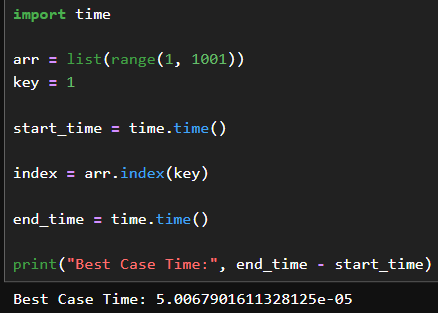 import time
arr = list(range(1, 1001))
key = 1
start_time = time.time()
index = arr.index(key)
end_time = time.time()
print("Best Case Time:", end_time - start_time)
Best Case Time: 5.0067901611328125e-05